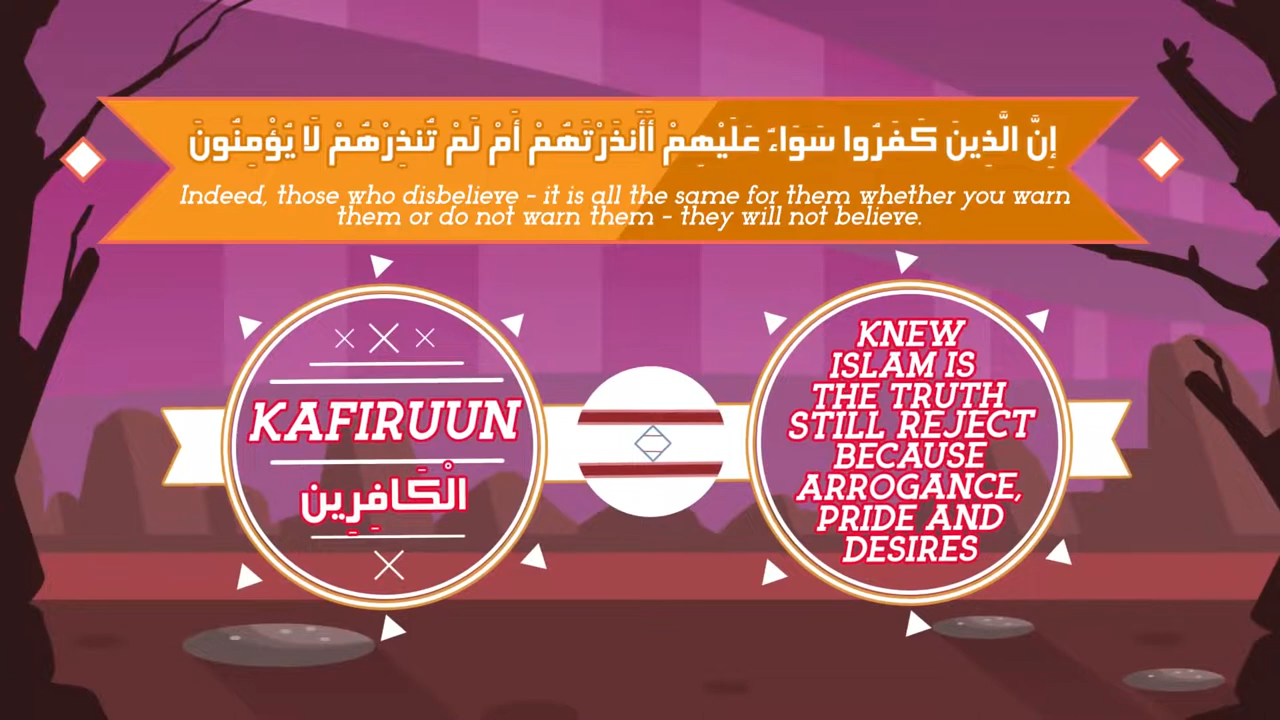 إِنَّ الَّذِينَ كَفَرُوا سَوَاءٌ عَلَيْهِمْ أَأَنذَرْتَهُمْ أَمْ لَمْ تُنذِرْهُمْ لَا يُؤْمِنُونَ
Indeed, those who disbelieve - it is all the same for them whether you warn
them or do not warn them - they will not believe.
KAFIRUUN
الْكَافِرِين
KNEW
ISLAM IS
THE TRUTH
STILL REJECT
BECAUSE
ARROGANCE,
PRIDE AND
DESIRES